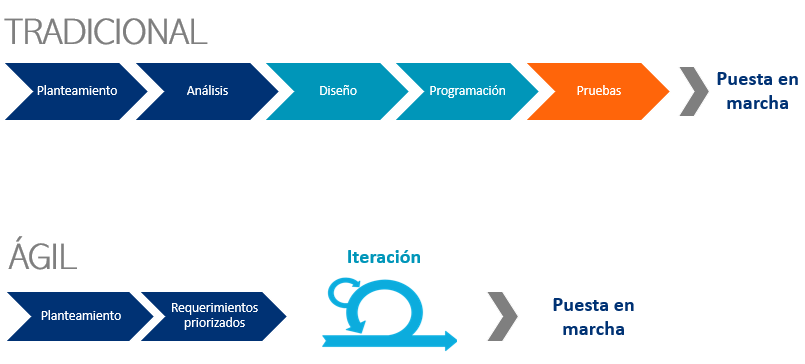 TRADICIONAL
Planteamiento
Análisis
Diseño
Programación
Pruebas
Puesta en
marcha
ÁGIL
Planteamiento
Requerimientos
priorizados
Iteración
Puesta en
marcha